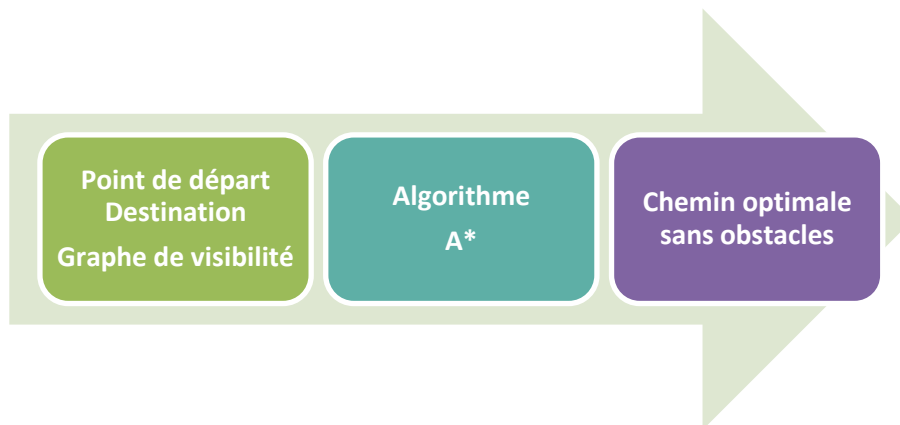 Point de départ
Destination
Graphe de visibilité
Algorithme
A*
Chemin optimale
sans obstacles